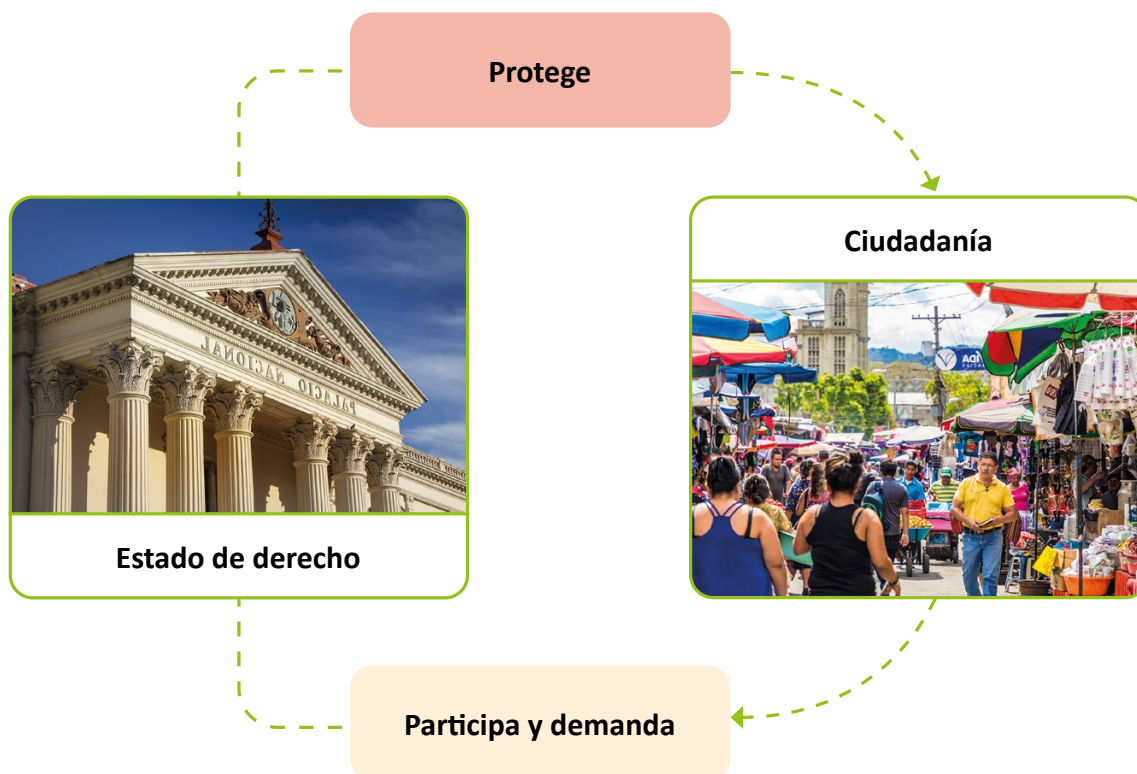 Protege
Ciudadanía
PALACIO NACIONAL
Estado de derecho
Participa y demanda